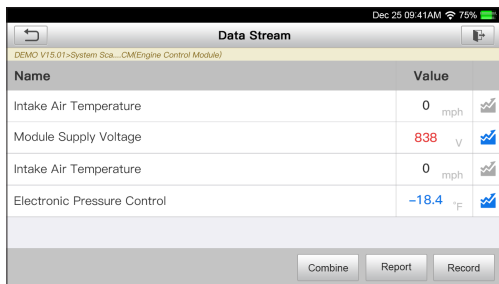 Dec 25 09:41AM 75%
Data Stream
DEMO V15.01>System Sca....CM(Engine Control Module)
Name Value
Intake Air Temperature 0 mph
Module Supply Voltage 838 V
Intake Air Temperature 0 mph
Electronic Pressure Control -18.4 °F
Combine Report Record